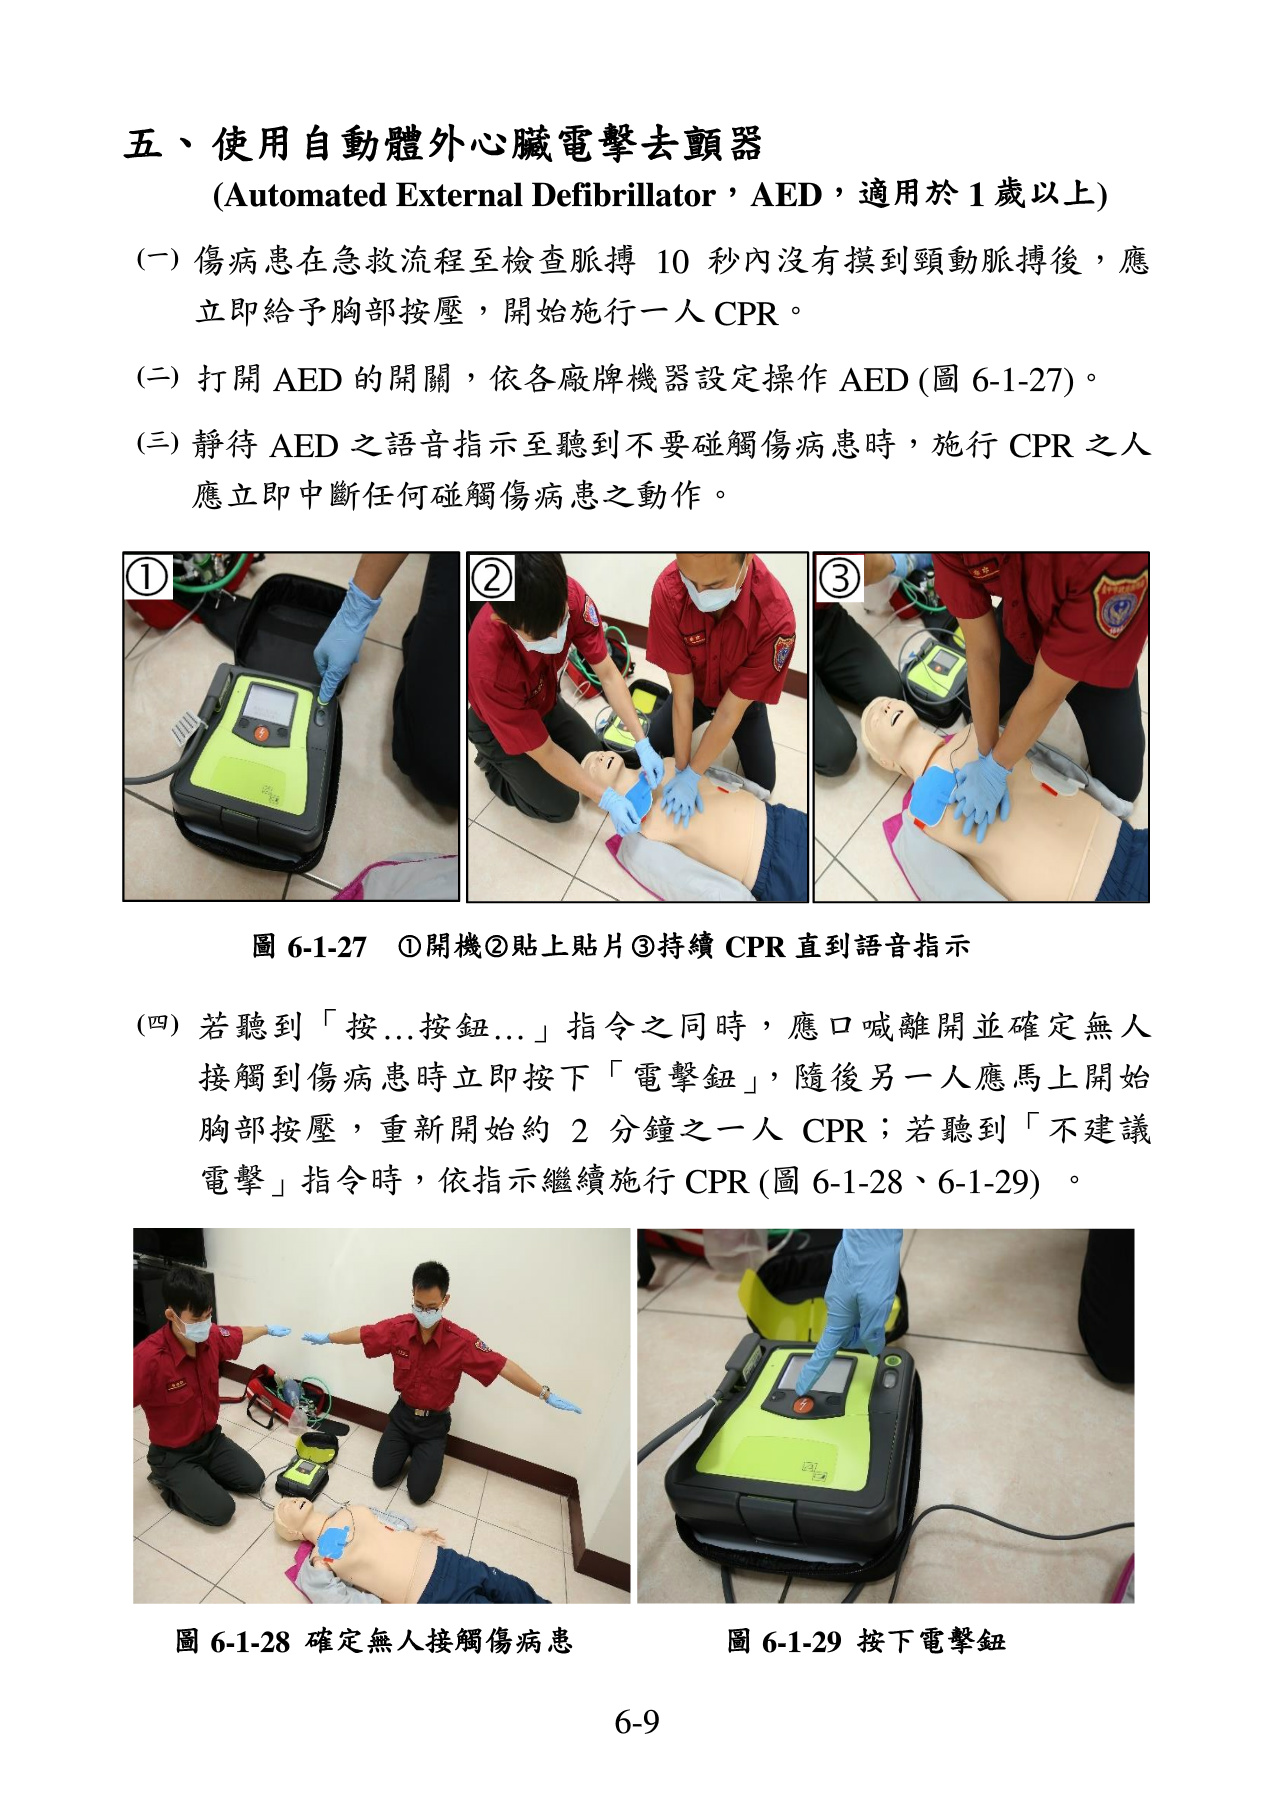 五、使用自動體外心臟電擊去顫器
(Automated External Defibrillator，AED，適用於 1 歲以上)
(一) 傷病患在急救流程至檢查脈搏 10 秒內沒有摸到頸動脈搏後，應
立即給予胸部按壓，開始施行一人 CPR。
(二) 打開 AED 的開關，依各廠牌機器設定操作 AED (圖 6-1-27)。
(三) 靜待 AED 之語音指示至聽到不要碰觸傷病患時，施行 CPR 之人
應立即中斷任何碰觸傷病患之動作。
① ② ③
圖 6-1-27 ①開機②貼上貼片③持續 CPR 直到語音指示
(四) 若聽到「按…按鈕…」指令之同時，應口喊離開並確定無人
接觸到傷病患時立即按下「電擊鈕」，隨後另一人應馬上開始
胸部按壓，重新開始約 2 分鐘之一人 CPR；若聽到「不建議
電擊」指令時，依指示繼續施行 CPR (圖 6-1-28、6-1-29) 。
圖 6-1-28 確定無人接觸傷病患
圖 6-1-29 按下電擊鈕
6-9